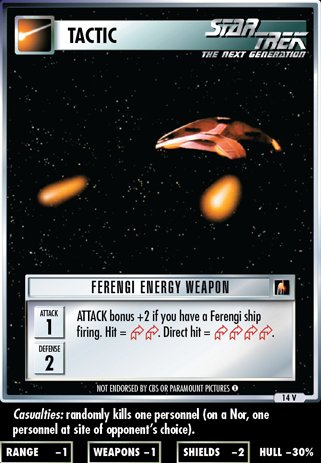 TACTIC
STAR TREK
THE NEXT GENERATION
FERENGI ENERGY WEAPON
ATTACK
1
ATTACK bonus +2 if you have a Ferengi ship
firing. Hit = . Direct hit = .
DEFENSE
2
NOT ENDORSED BY CBS OR PARAMOUNT PICTURES
14 V
Casualties: randomly kills one personnel (on a Nor, one
personnel at site of opponent's choice).
RANGE –1 WEAPONS –1 SHIELDS –2 HULL –30%